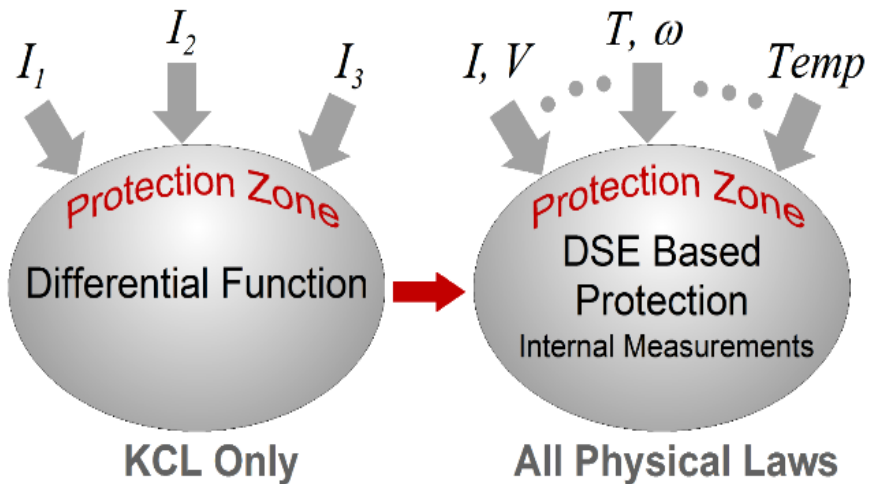 I₁
I₂
I₃
Protection Zone
Differential Function
KCL Only
I, V
T, ω
Temp
Protection Zone
DSE Based
Protection
Internal Measurements
All Physical Laws